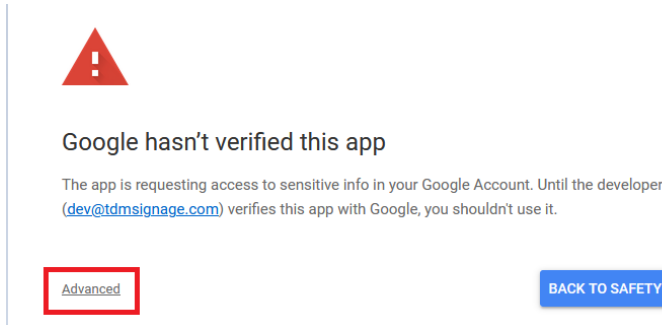 Google hasn’t verified this app
The app is requesting access to sensitive info in your Google Account. Until the developer
(dev@tdmsignage.com) verifies this app with Google, you shouldn't use it.
Advanced
BACK TO SAFETY